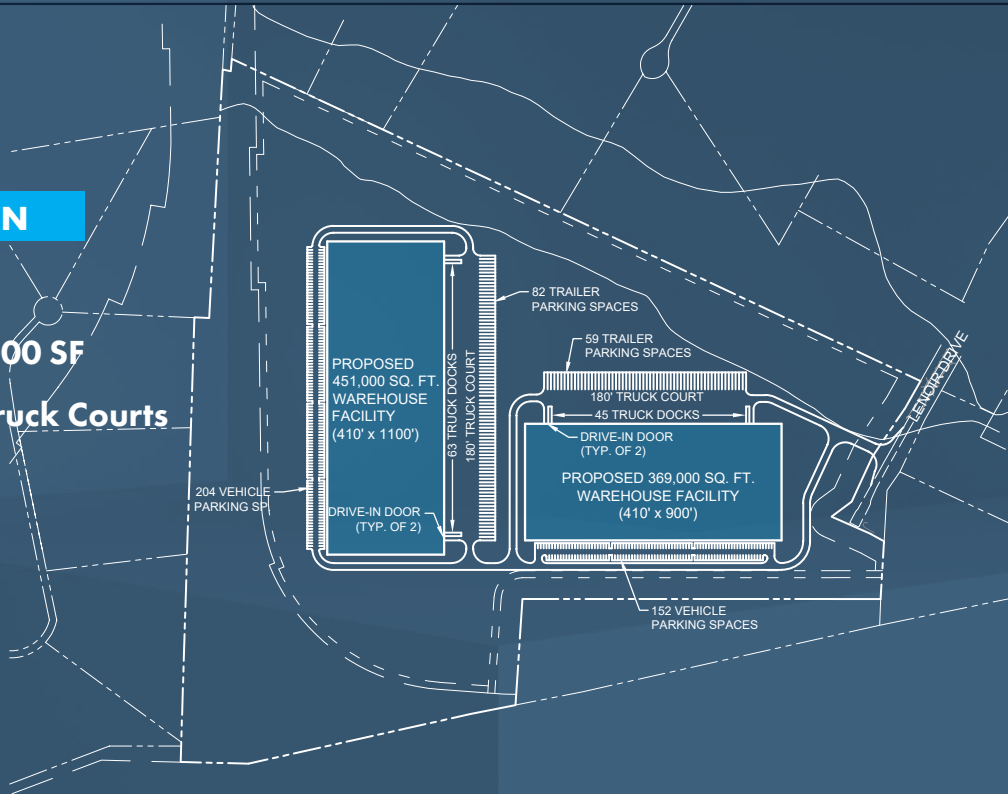 N
00 SF
ruck Courts
82 TRAILER
PARKING SPACES
59 TRAILER
PARKING SPACES
180' TRUCK COURT
45 TRUCK DOCKS
DRIVE-IN DOOR
(TYP. OF 2)
PROPOSED 369,000 SQ. FT.
WAREHOUSE FACILITY
(410' x 900')
PROPOSED
451,000 SQ. FT.
WAREHOUSE
FACILITY
(410' x 1100')
63 TRUCK DOCKS
180' TRUCK COURT
204 VEHICLE
PARKING SP.
DRIVE-IN DOOR
(TYP. OF 2)
152 VEHICLE
PARKING SPACES
LENOIR DRIVE